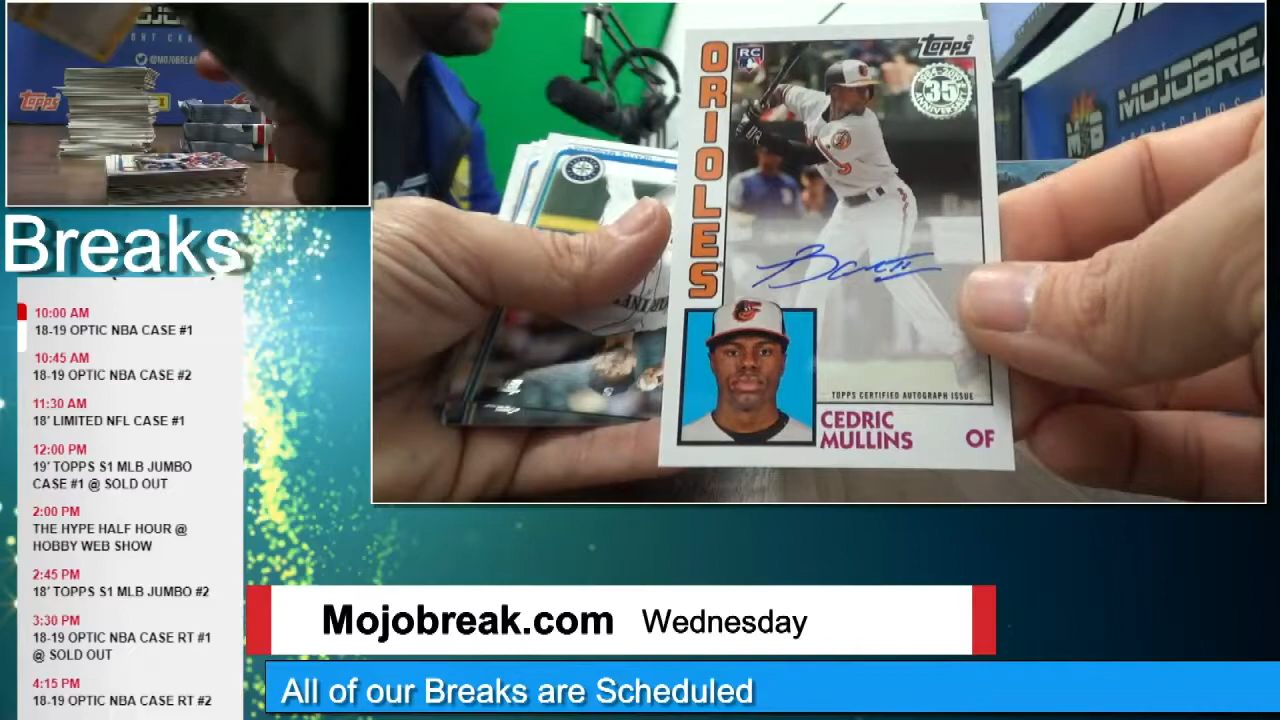 TOPPS
@MOJOBREA
Breaks
10:00 AM
18-19 OPTIC NBA CASE #1
10:45 AM
18-19 OPTIC NBA CASE #2
11:30 AM
18' LIMITED NFL CASE #1
12:00 PM
19' TOPPS S1 MLB JUMBO
CASE #1 @ SOLD OUT
2:00 PM
THE HYPE HALF HOUR @
HOBBY WEB SHOW
2:45 PM
18' TOPPS S1 MLB JUMBO #2
3:30 PM
18-19 OPTIC NBA CASE RT #1
@ SOLD OUT
4:15 PM
18-19 OPTIC NBA CASE RT #2
ORIOLES
RC
Topps
35
ANNIVERSARY
TOPPS CERTIFIED AUTOGRAPH ISSUE
CEDRIC
MULLINS
OF
MOJOBREA
Mojobreak.com Wednesday
All of our Breaks are Scheduled